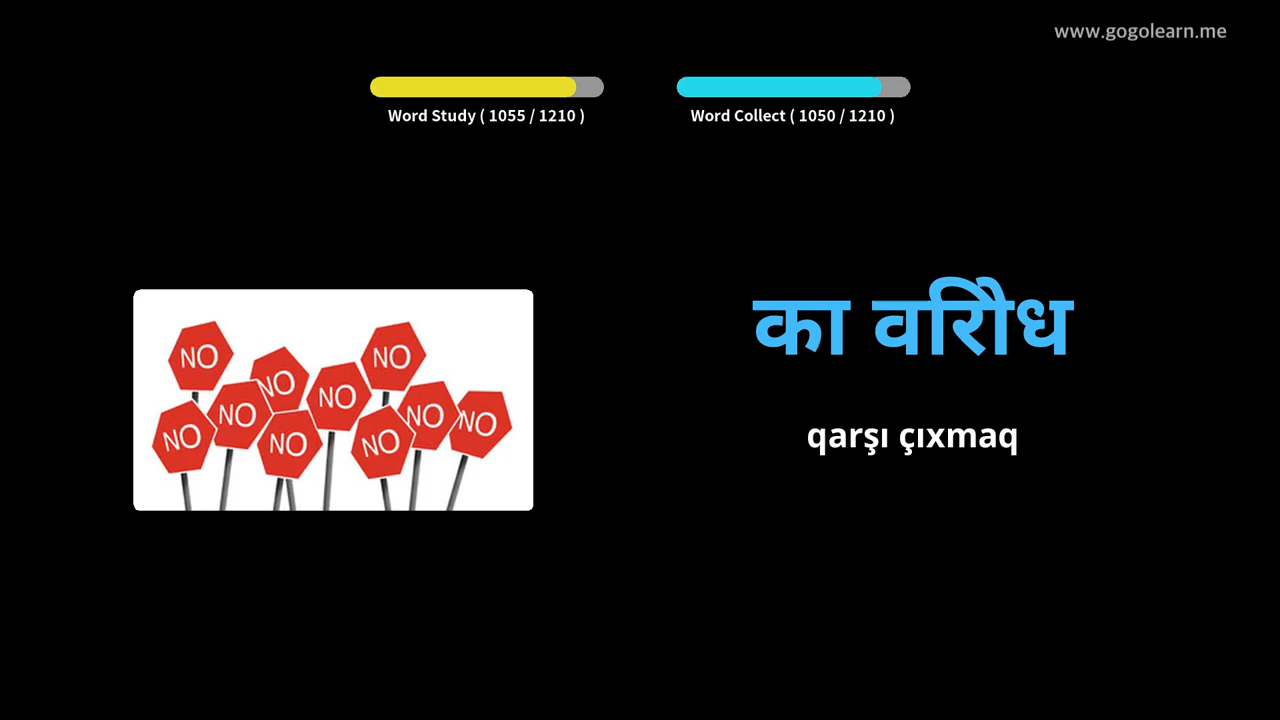 www.gogolearn.me
Word Study ( 1055 / 1210 )
Word Collect ( 1050 / 1210 )
NO
NO
NO
NO
NO
NO
NO
NO
NO
NO
का विरोध
qarşı çıxmaq